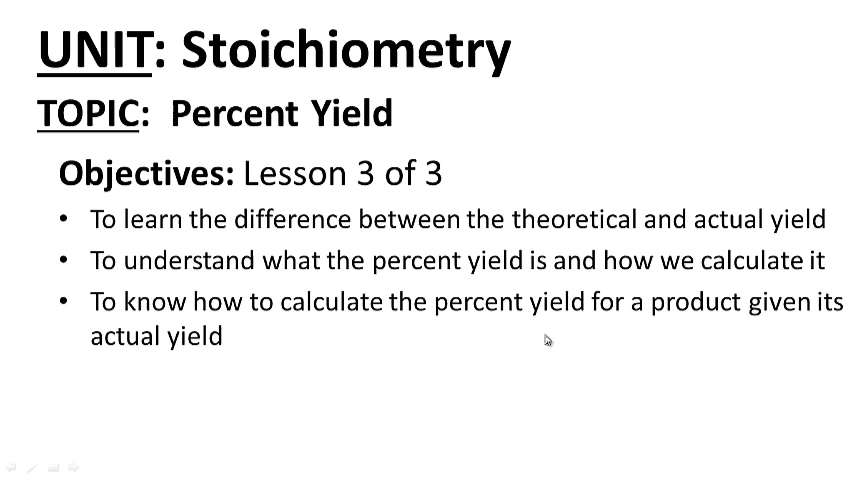 UNIT: Stoichiometry
TOPIC: Percent Yield
Objectives: Lesson 3 of 3
• To learn the difference between the theoretical and actual yield
• To understand what the percent yield is and how we calculate it
• To know how to calculate the percent yield for a product given its
actual yield